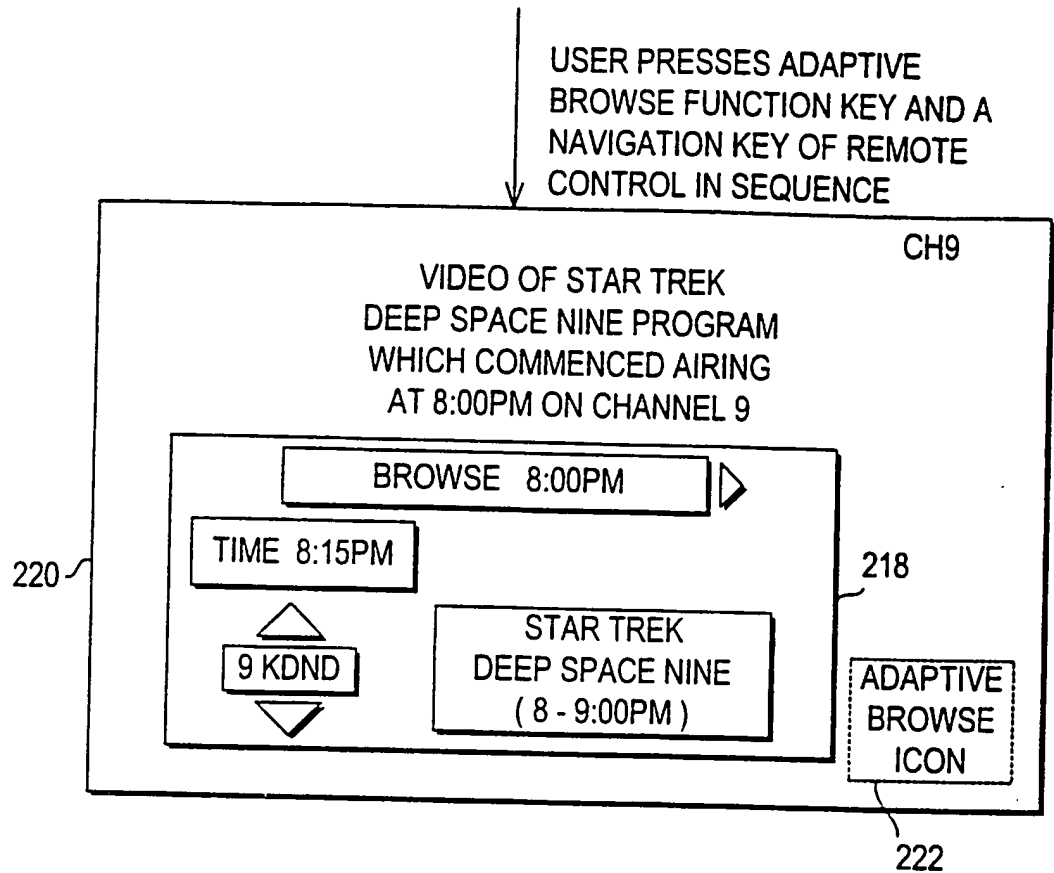 USER PRESSES ADAPTIVE
BROWSE FUNCTION KEY AND A
NAVIGATION KEY OF REMOTE
CONTROL IN SEQUENCE
CH9
VIDEO OF STAR TREK
DEEP SPACE NINE PROGRAM
WHICH COMMENCED AIRING
AT 8:00PM ON CHANNEL 9
BROWSE 8:00PM
TIME 8:15PM
220
218
9 KDND
STAR TREK
DEEP SPACE NINE
( 8 - 9:00PM )
ADAPTIVE
BROWSE
ICON
222